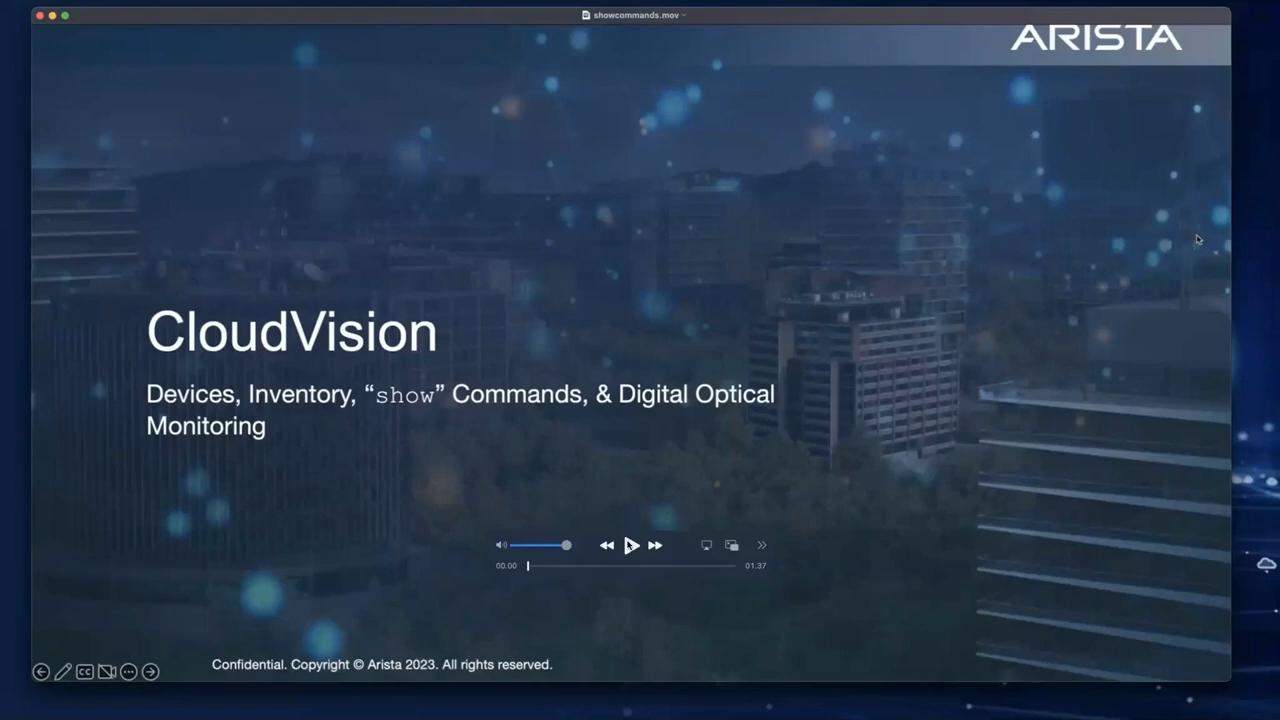 showcommands.mov
ARISTA
CloudVision
Devices, Inventory, “show” Commands, & Digital Optical
Monitoring
00.00
01.37
CC
Confidential. Copyright © Arista 2023. All rights reserved.